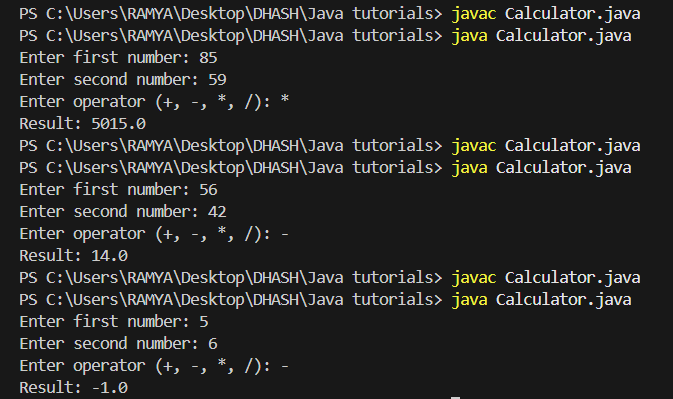 PS C:\Users\RAMYA\Desktop\DHASH\Java tutorials> javac Calculator.java
PS C:\Users\RAMYA\Desktop\DHASH\Java tutorials> java Calculator.java
Enter first number: 85
Enter second number: 59
Enter operator (+, -, *, /): *
Result: 5015.0
PS C:\Users\RAMYA\Desktop\DHASH\Java tutorials> javac Calculator.java
PS C:\Users\RAMYA\Desktop\DHASH\Java tutorials> java Calculator.java
Enter first number: 56
Enter second number: 42
Enter operator (+, -, *, /): -
Result: 14.0
PS C:\Users\RAMYA\Desktop\DHASH\Java tutorials> javac Calculator.java
PS C:\Users\RAMYA\Desktop\DHASH\Java tutorials> java Calculator.java
Enter first number: 5
Enter second number: 6
Enter operator (+, -, *, /): -
Result: -1.0